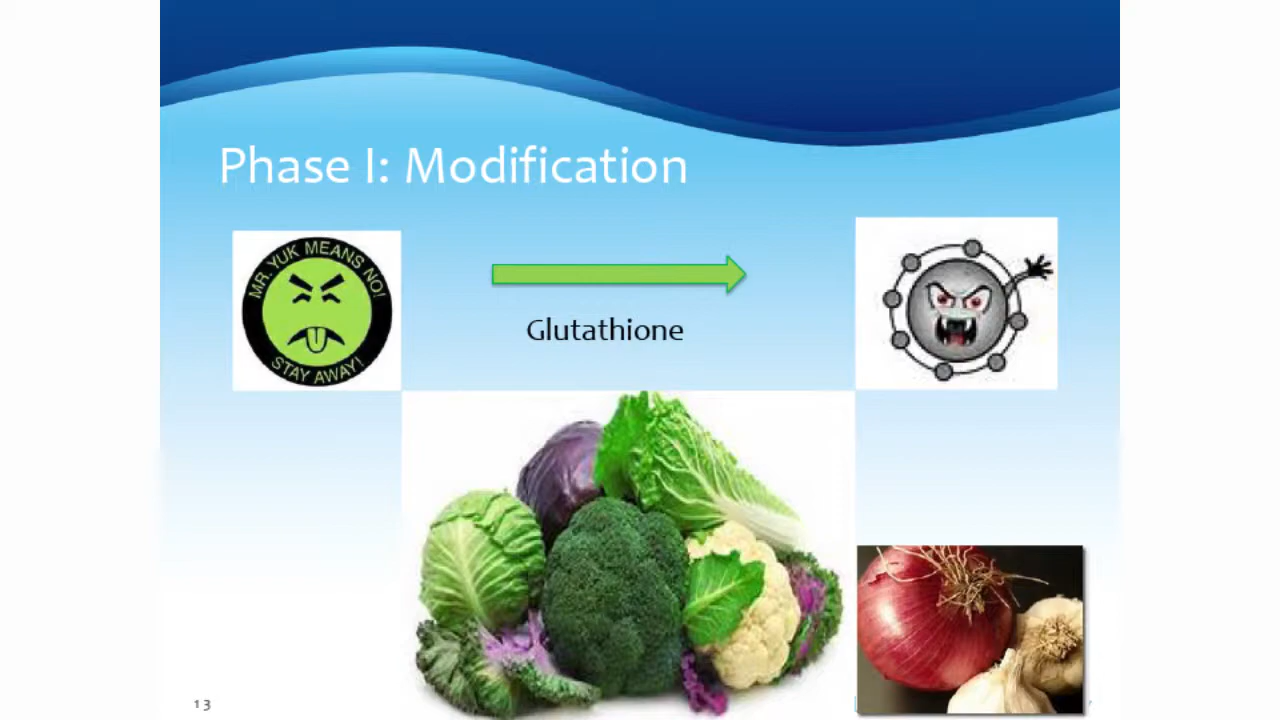 Phase I: Modification
MR. YUK MEANS NO!
STAY AWAY!
Glutathione
13